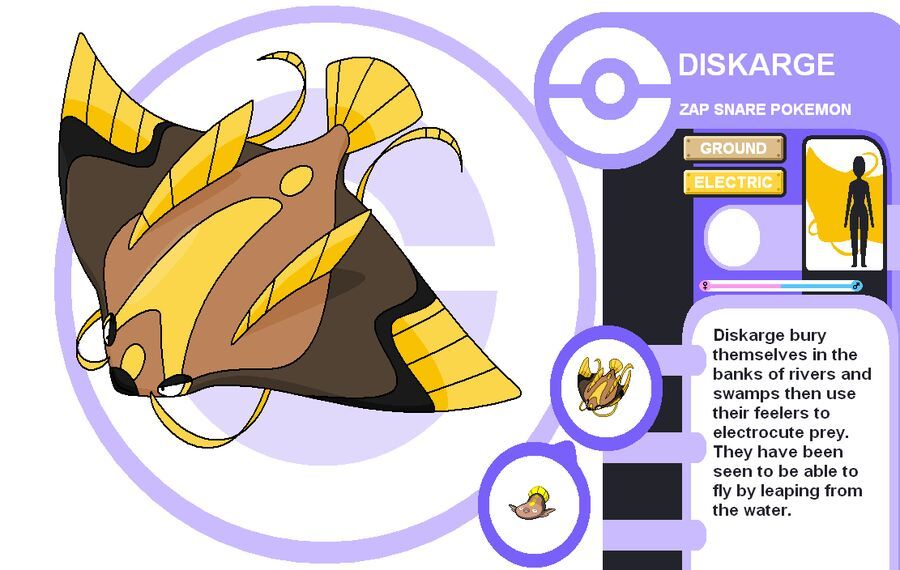 DISKARGE
ZAP SNARE POKEMON
GROUND
ELECTRIC
♀ ♂
Diskarge bury
themselves in the
banks of rivers and
swamps then use
their feelers to
electrocute prey.
They have been
seen to be able to
fly by leaping from
the water.